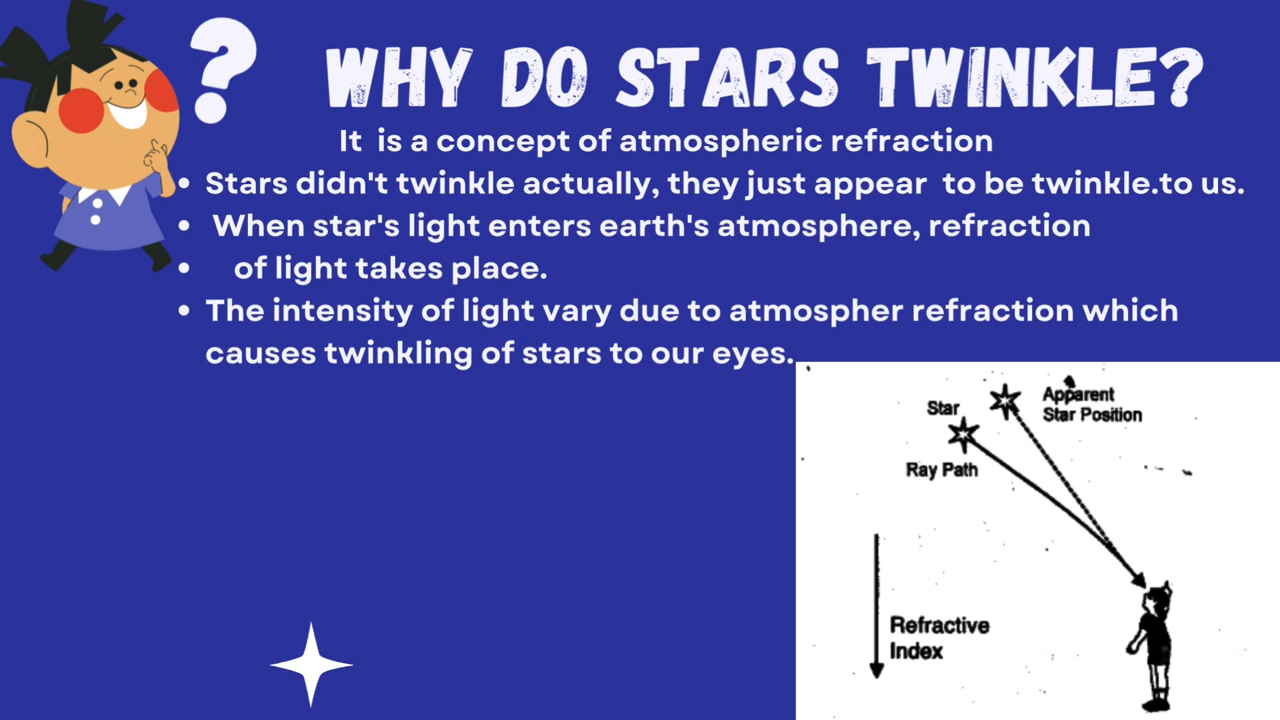 ?
WHY DO STARS TWINKLE?
It is a concept of atmospheric refraction
• Stars didn't twinkle actually, they just appear to be twinkle.to us.
• When star's light enters earth's atmosphere, refraction
• of light takes place.
• The intensity of light vary due to atmospher refraction which
causes twinkling of stars to our eyes.
Star
Apparent
Star Position
Ray Path
Refractive
Index